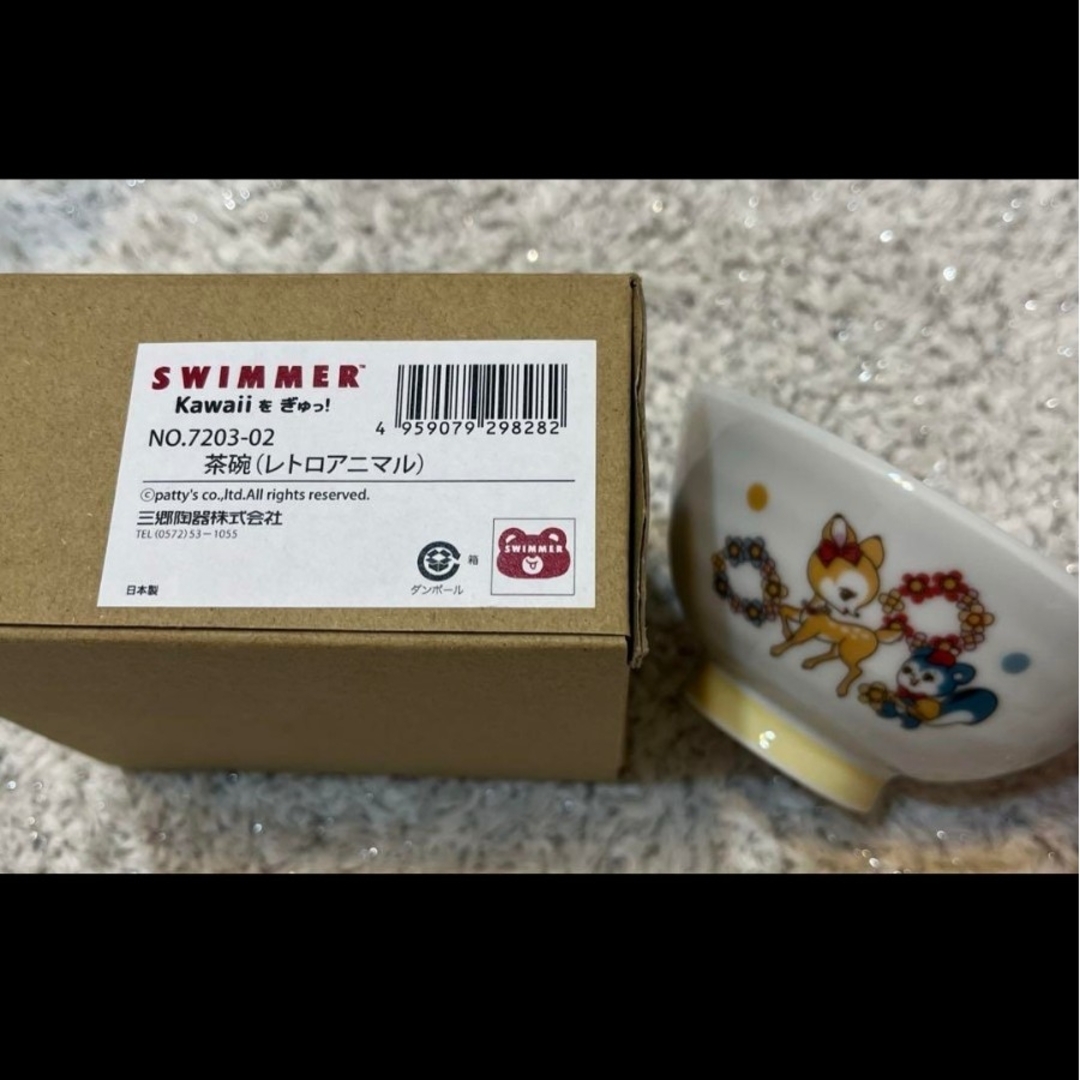 SWIMMER™
Kawaii を ぎゅっ!
4 959079 298282
NO.7203-02
茶碗(レトロアニマル)
©patty's co.,ltd.All rights reserved.
三郷陶器株式会社
TEL(0572)53-1055
箱
ダンボール
SWIMMER
日本製